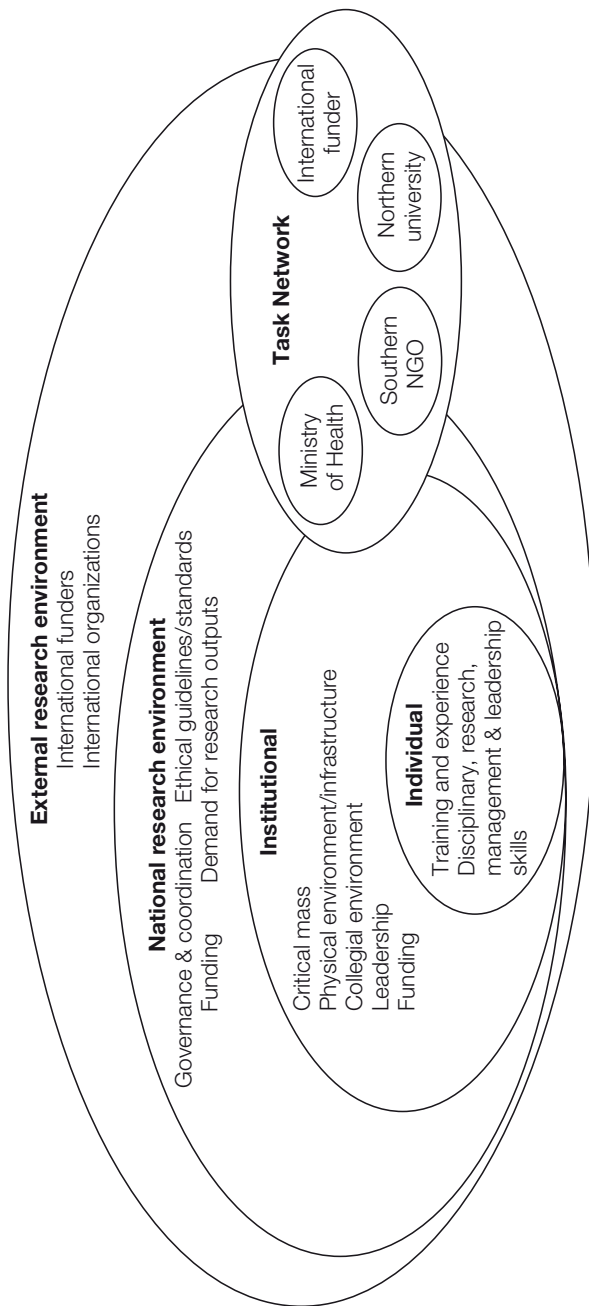 External research environment
International funders
International organizations
National research environment
Governance & coordination Ethical guidelines/standards
Funding Demand for research outputs
Institutional
Critical mass
Physical environment/infrastructure
Collegial environment
Leadership
Funding
Individual
Training and experience
Disciplinary, research,
management & leadership
skills
Task Network
Ministry
of Health
Southern
NGO
Northern
university
International
funder